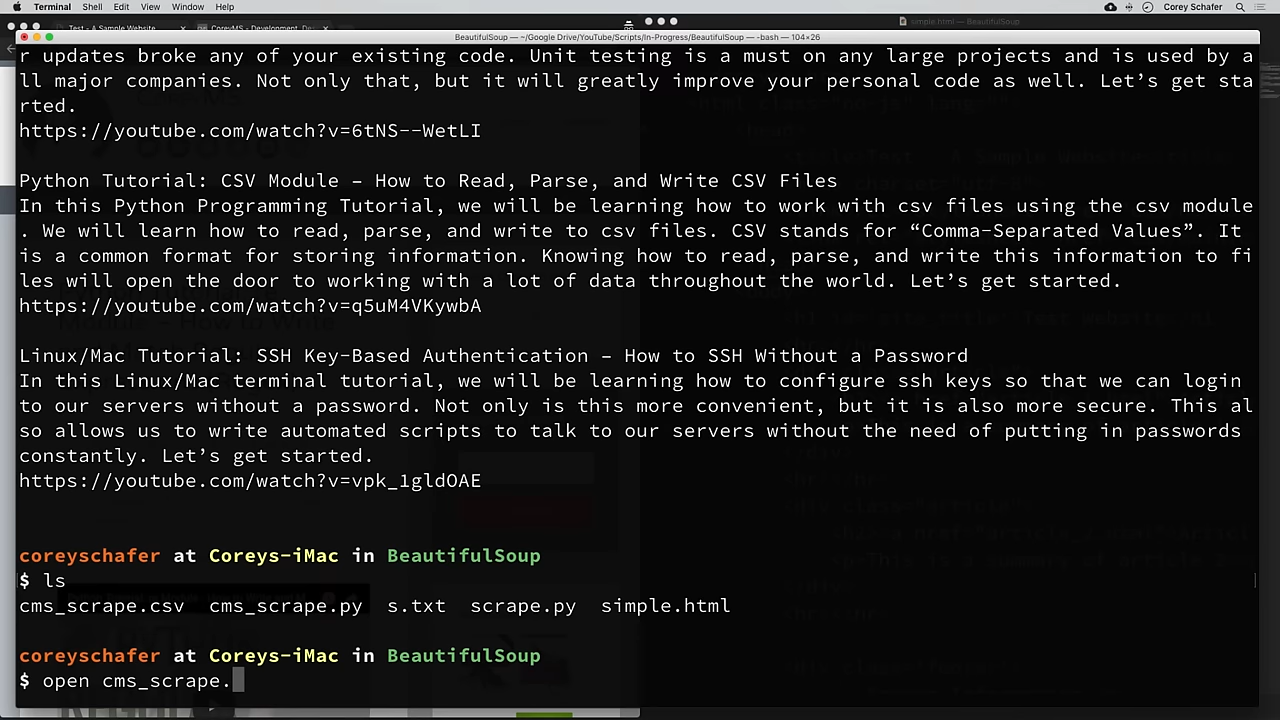 Terminal Shell Edit View Window Help Corey Schafer
Test - A Sample Website CoreyMS - Development, Des simple.html — BeautifulSoup
BeautifulSoup — ~/Google Drive/YouTube/Scripts/In-Progress/BeautifulSoup — -bash — 104×26
r updates broke any of your existing code. Unit testing is a must on any large projects and is used by a
ll major companies. Not only that, but it will greatly improve your personal code as well. Let’s get sta
rted.
https://youtube.com/watch?v=6tNS--WetLI
Python Tutorial: CSV Module – How to Read, Parse, and Write CSV Files
In this Python Programming Tutorial, we will be learning how to work with csv files using the csv module
. We will learn how to read, parse, and write to csv files. CSV stands for “Comma-Separated Values”. It
is a common format for storing information. Knowing how to read, parse, and write this information to fi
les will open the door to working with a lot of data throughout the world. Let’s get started.
https://youtube.com/watch?v=q5uM4VKywbA
Linux/Mac Tutorial: SSH Key-Based Authentication – How to SSH Without a Password
In this Linux/Mac terminal tutorial, we will be learning how to configure ssh keys so that we can login
to our servers without a password. Not only is this more convenient, but it is also more secure. This al
so allows us to write automated scripts to talk to our servers without the need of putting in passwords
constantly. Let’s get started.
https://youtube.com/watch?v=vpk_1gldOAE
coreyschafer at Coreys-iMac in BeautifulSoup
$ ls
cms_scrape.csv cms_scrape.py s.txt scrape.py simple.html
coreyschafer at Coreys-iMac in BeautifulSoup
$ open cms_scrape.